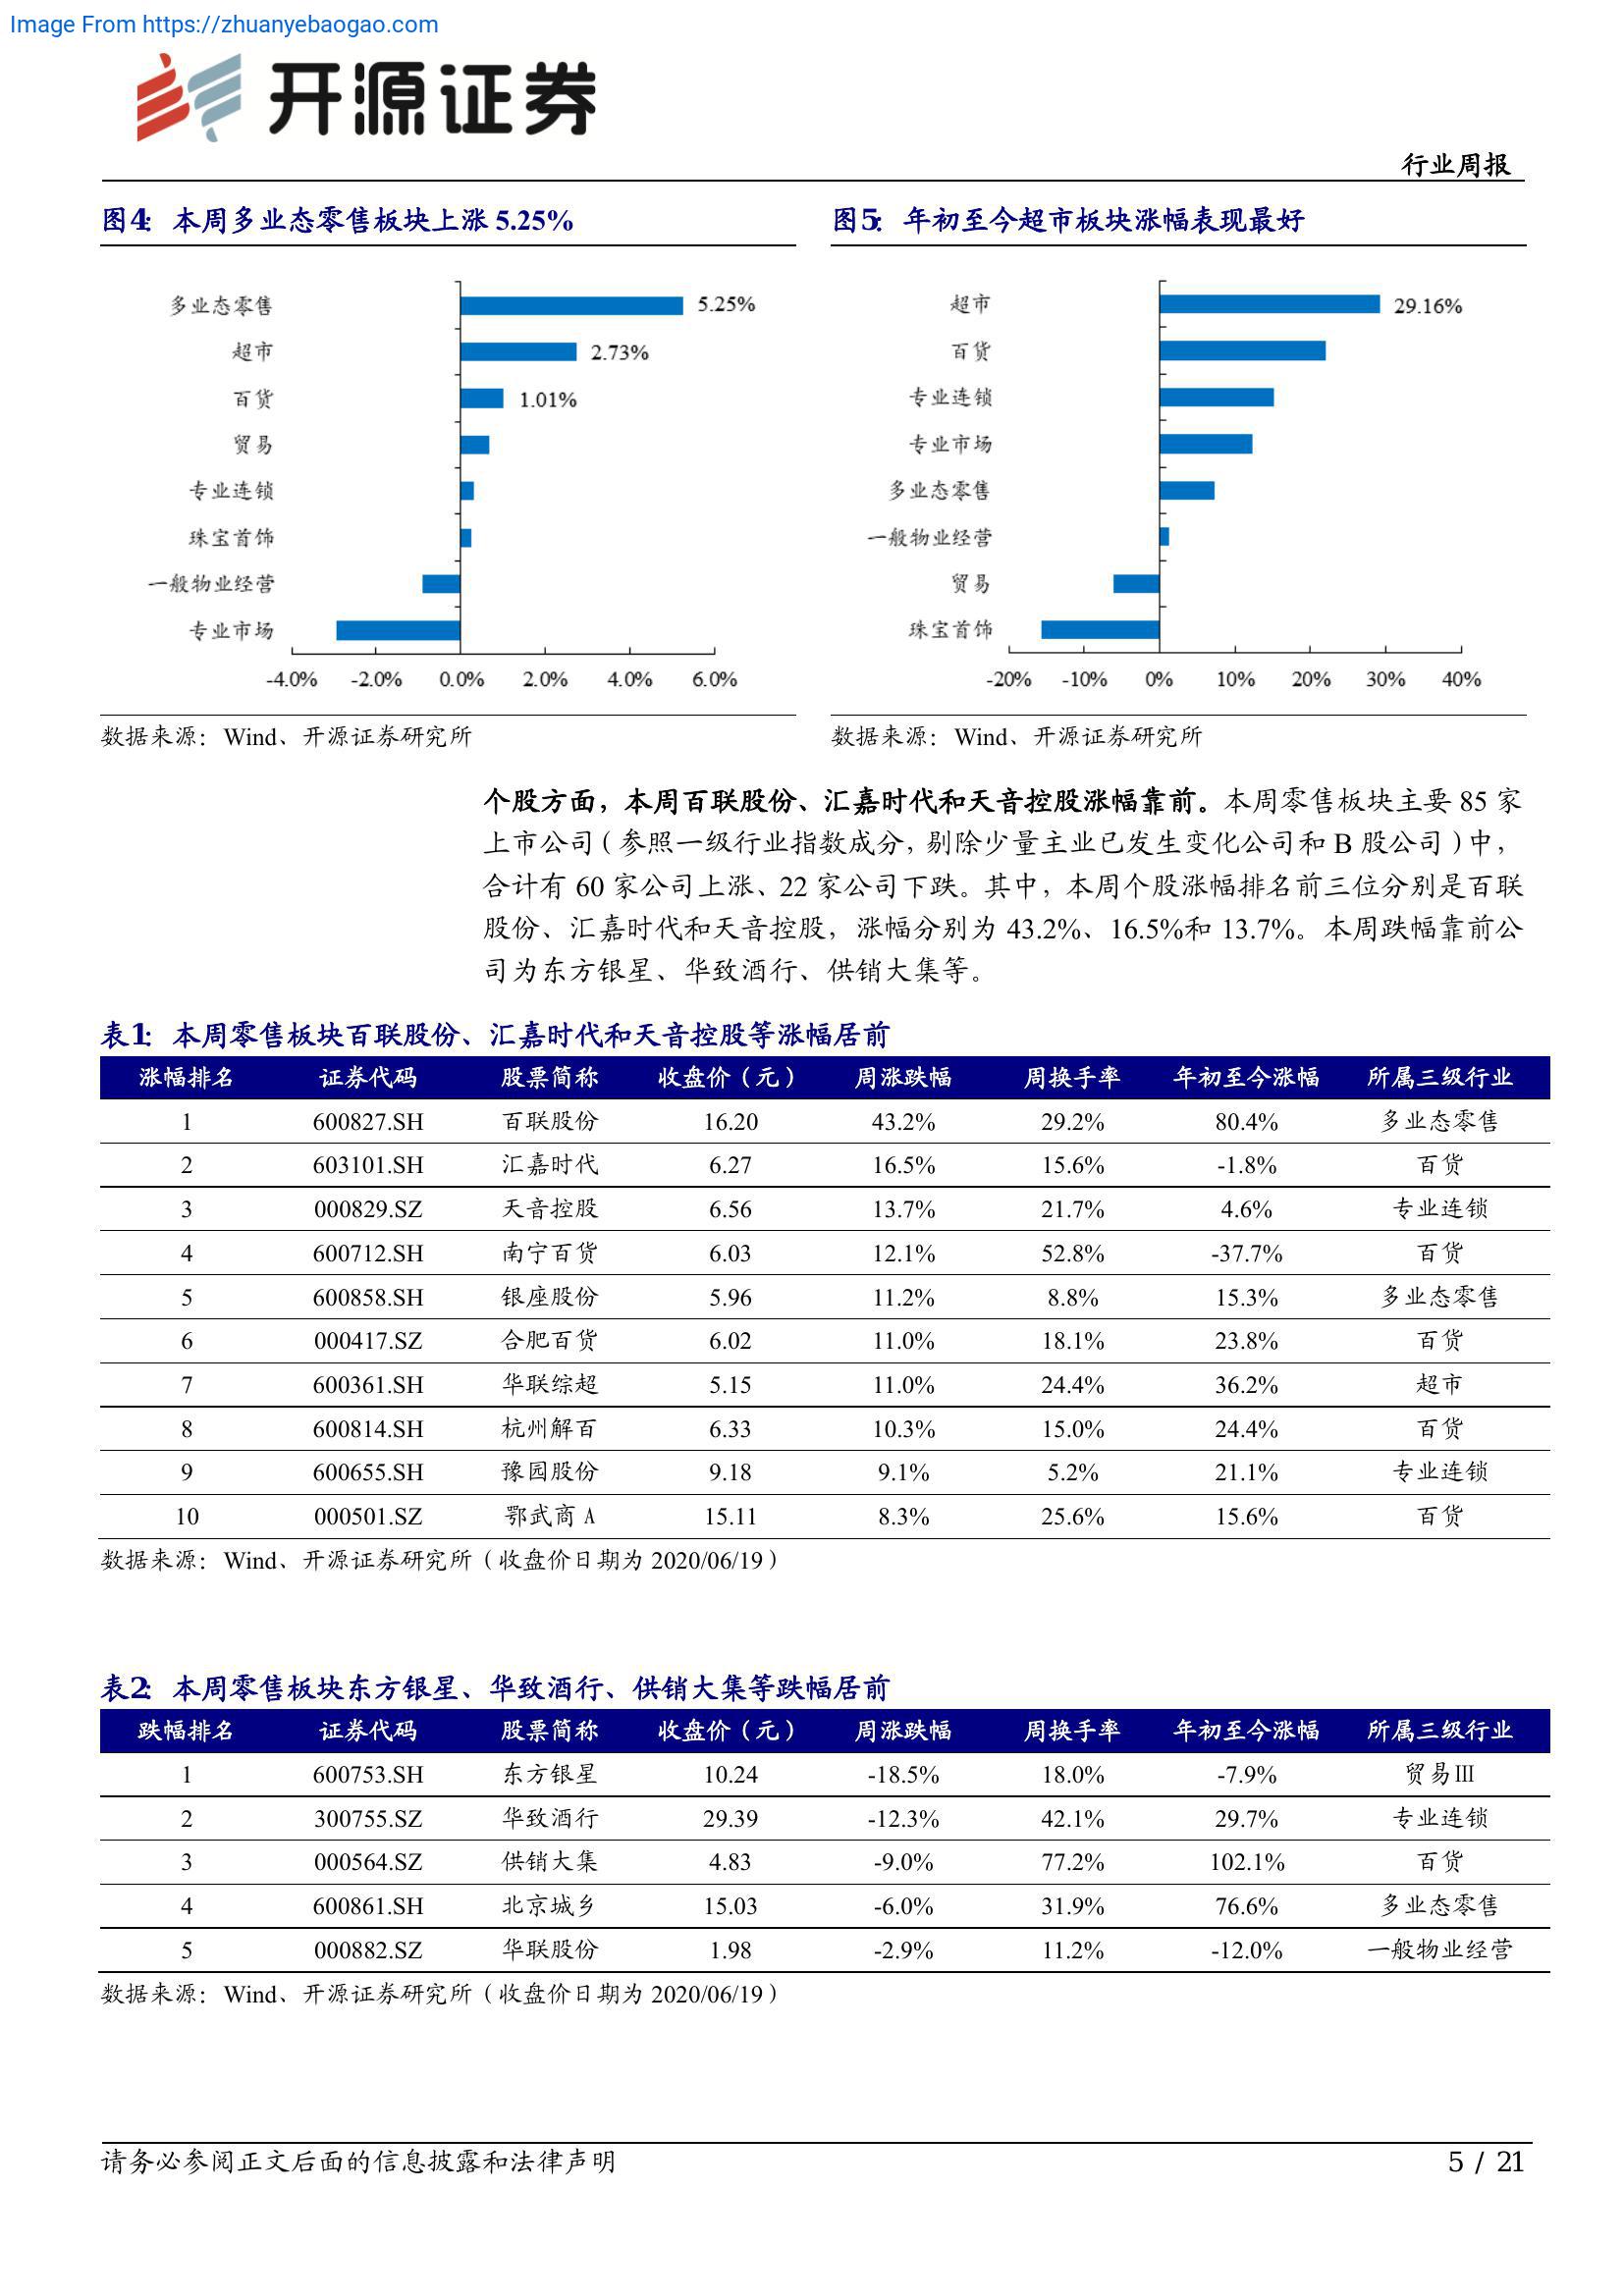 Image From https://zhuanyebaogao.com
开源证券
行业周报
图4： 本周多业态零售板块上涨 5.25%
多业态零售 5.25%
超市 2.73%
百货 1.01%
贸易
专业连锁
珠宝首饰
一般物业经营
专业市场
-4.0% -2.0% 0.0% 2.0% 4.0% 6.0%
数据来源：Wind、开源证券研究所
图5： 年初至今超市板块涨幅表现最好
超市 29.16%
百货
专业连锁
专业市场
多业态零售
一般物业经营
贸易
珠宝首饰
-20% -10% 0% 10% 20% 30% 40%
数据来源：Wind、开源证券研究所
个股方面，本周百联股份、汇嘉时代和天音控股涨幅靠前。本周零售板块主要 85 家
上市公司（参照一级行业指数成分，剔除少量主业已发生变化公司和 B 股公司）中，
合计有 60 家公司上涨、22 家公司下跌。其中，本周个股涨幅排名前三位分别是百联
股份、汇嘉时代和天音控股，涨幅分别为 43.2%、16.5%和 13.7%。本周跌幅靠前公
司为东方银星、华致酒行、供销大集等。
表1： 本周零售板块百联股份、汇嘉时代和天音控股等涨幅居前
涨幅排名 证券代码 股票简称 收盘价（元） 周涨跌幅 周换手率 年初至今涨幅 所属三级行业
1 600827.SH 百联股份 16.20 43.2% 29.2% 80.4% 多业态零售
2 603101.SH 汇嘉时代 6.27 16.5% 15.6% -1.8% 百货
3 000829.SZ 天音控股 6.56 13.7% 21.7% 4.6% 专业连锁
4 600712.SH 南宁百货 6.03 12.1% 52.8% -37.7% 百货
5 600858.SH 银座股份 5.96 11.2% 8.8% 15.3% 多业态零售
6 000417.SZ 合肥百货 6.02 11.0% 18.1% 23.8% 百货
7 600361.SH 华联综超 5.15 11.0% 24.4% 36.2% 超市
8 600814.SH 杭州解百 6.33 10.3% 15.0% 24.4% 百货
9 600655.SH 豫园股份 9.18 9.1% 5.2% 21.1% 专业连锁
10 000501.SZ 鄂武商 A 15.11 8.3% 25.6% 15.6% 百货
数据来源：Wind、开源证券研究所（收盘价日期为 2020/06/19）
表2： 本周零售板块东方银星、华致酒行、供销大集等跌幅居前
跌幅排名 证券代码 股票简称 收盘价（元） 周涨跌幅 周换手率 年初至今涨幅 所属三级行业
1 600753.SH 东方银星 10.24 -18.5% 18.0% -7.9% 贸易Ⅲ
2 300755.SZ 华致酒行 29.39 -12.3% 42.1% 29.7% 专业连锁
3 000564.SZ 供销大集 4.83 -9.0% 77.2% 102.1% 百货
4 600861.SH 北京城乡 15.03 -6.0% 31.9% 76.6% 多业态零售
5 000882.SZ 华联股份 1.98 -2.9% 11.2% -12.0% 一般物业经营
数据来源：Wind、开源证券研究所（收盘价日期为 2020/06/19）
请务必参阅正文后面的信息披露和法律声明
5 / 21